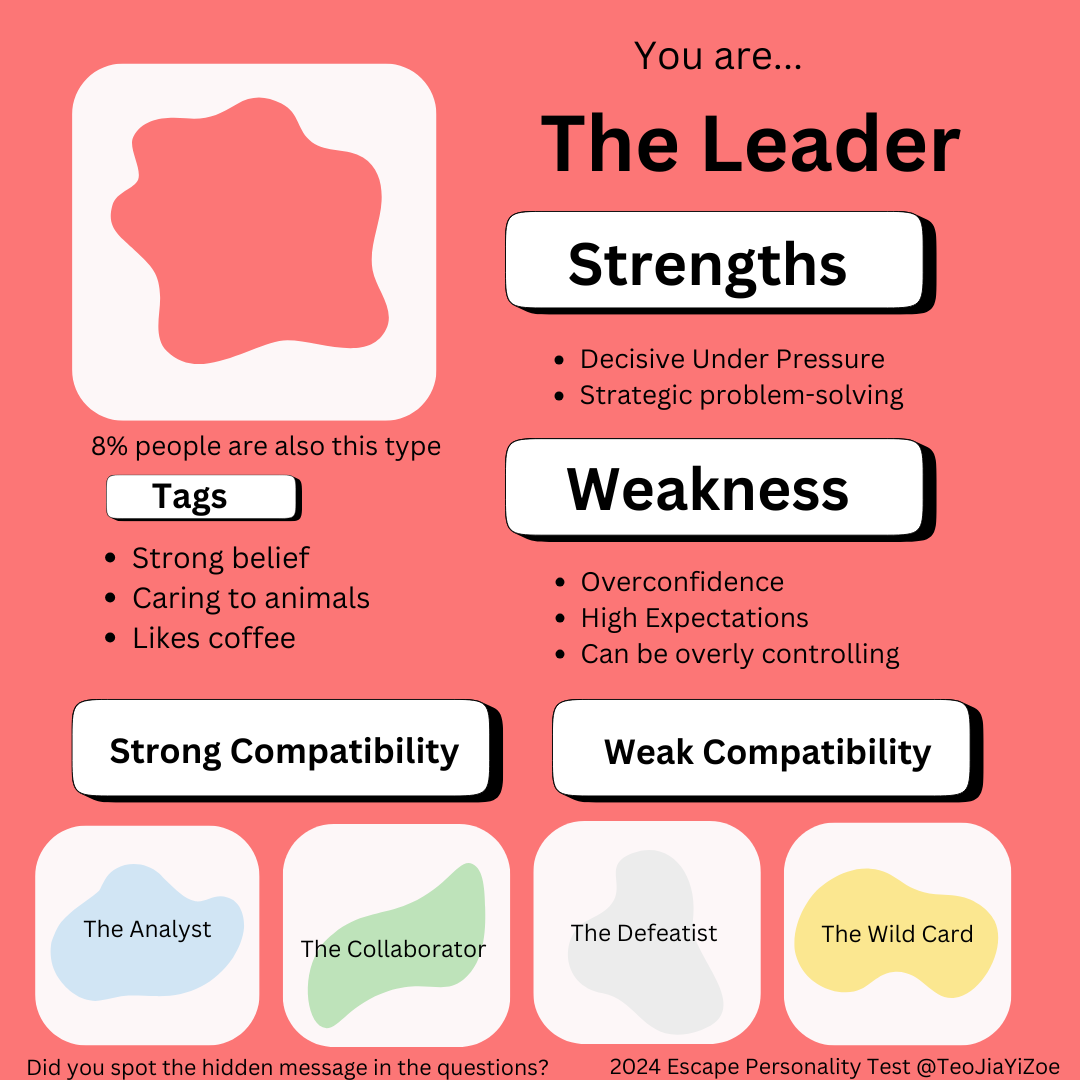 You are...
The Leader
Strengths
• Decisive Under Pressure
• Strategic problem-solving
8% people are also this type
Tags
• Strong belief
• Caring to animals
• Likes coffee
Weakness
• Overconfidence
• High Expectations
• Can be overly controlling
Strong Compatibility
Weak Compatibility
The Analyst
The Collaborator
The Defeatist
The Wild Card
Did you spot the hidden message in the questions?
2024 Escape Personality Test @TeoJiaYiZoe